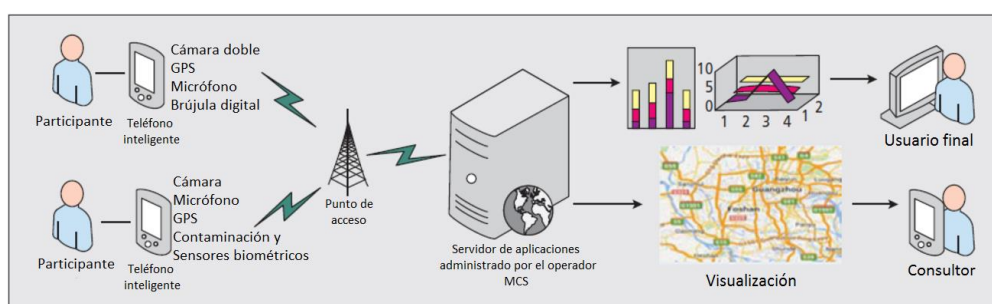 Participante
Teléfono
inteligente
Cámara doble
GPS
Micrófono
Brújula digital
Participante
Teléfono
inteligente
Cámara
Micrófono
GPS
Contaminación y
Sensores biométricos
Punto de
acceso
Servidor de aplicaciones
administrado por el operador
MCS
10
5
0
1 2 3 4 1 2
Usuario final
Guangzhou
Foshan
Visualización
Consultor